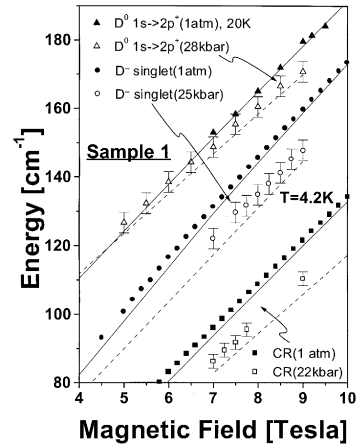 ▲ D⁰ 1s->2p⁺(1atm), 20K
△ D⁰ 1s->2p⁺(28kbar)
● D⁻ singlet(1atm)
○ D⁻ singlet(25kbar)
Sample 1
T=4.2K
■ CR(1 atm)
□ CR(22kbar)
Energy [cm⁻¹]
180
160
140
120
100
80
4 5 6 7 8 9 10
Magnetic Field [Tesla]